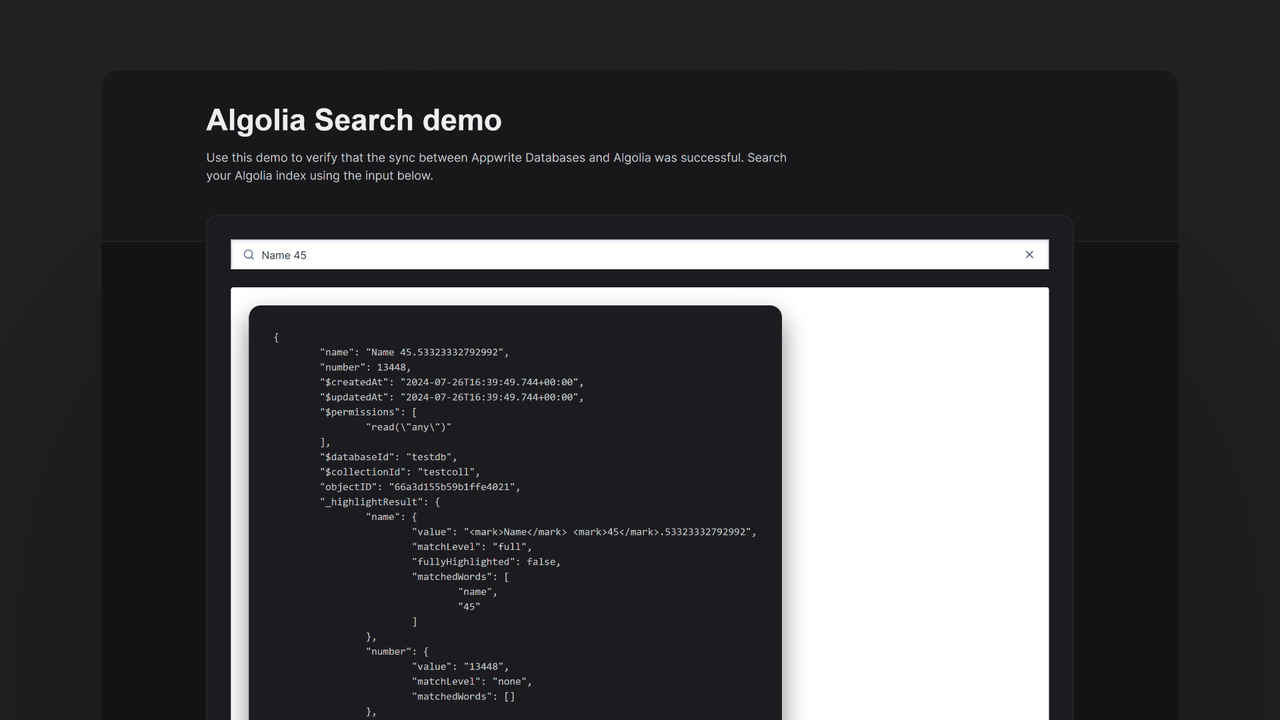 Algolia Search demo
Use this demo to verify that the sync between Appwrite Databases and Algolia was successful. Search
your Algolia index using the input below.
Name 45
{
"name": "Name 45.53323332792992",
"number": 13448,
"$createdAt": "2024-07-26T16:39:49.744+00:00",
"$updatedAt": "2024-07-26T16:39:49.744+00:00",
"$permissions": [
"read(\"any\")"
],
"$databaseId": "testdb",
"$collectionId": "testcoll",
"objectID": "66a3d155b59b1ffe4021",
"_highlightResult": {
"name": {
"value": "<mark>Name</mark> <mark>45</mark>.53323332792992",
"matchLevel": "full",
"fullyHighlighted": false,
"matchedWords": [
"name",
"45"
]
},
"number": {
"value": "13448",
"matchLevel": "none",
"matchedWords": []
},